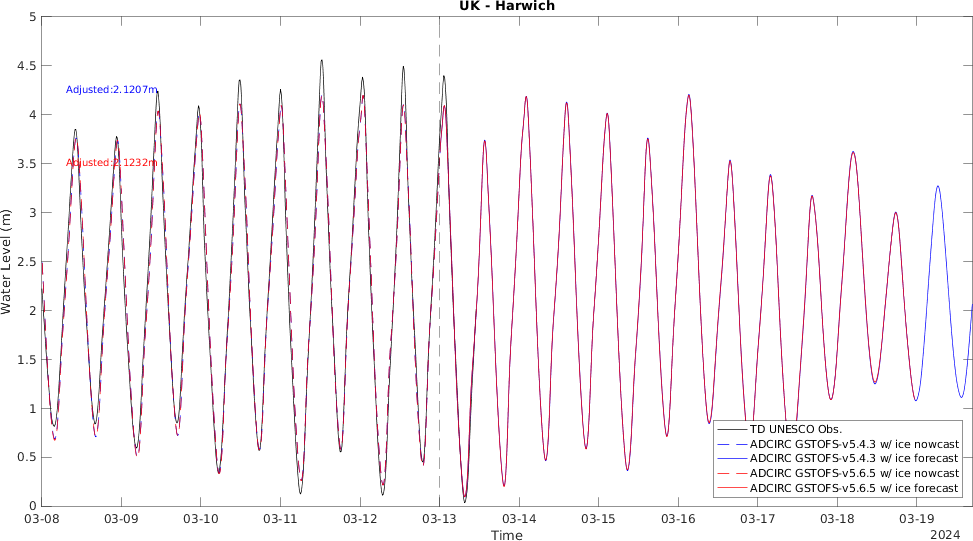 UK - Harwich
5
4.5
4
3.5
3
2.5
2
1.5
1
0.5
0
Water Level (m)
Adjusted:2.1207m
Adjusted:2.1232m
TD UNESCO Obs.
ADCIRC GSTOFS-v5.4.3 w/ ice nowcast
ADCIRC GSTOFS-v5.4.3 w/ ice forecast
ADCIRC GSTOFS-v5.6.5 w/ ice nowcast
ADCIRC GSTOFS-v5.6.5 w/ ice forecast
03-08 03-09 03-10 03-11 03-12 03-13 03-14 03-15 03-16 03-17 03-18 03-19
Time
2024